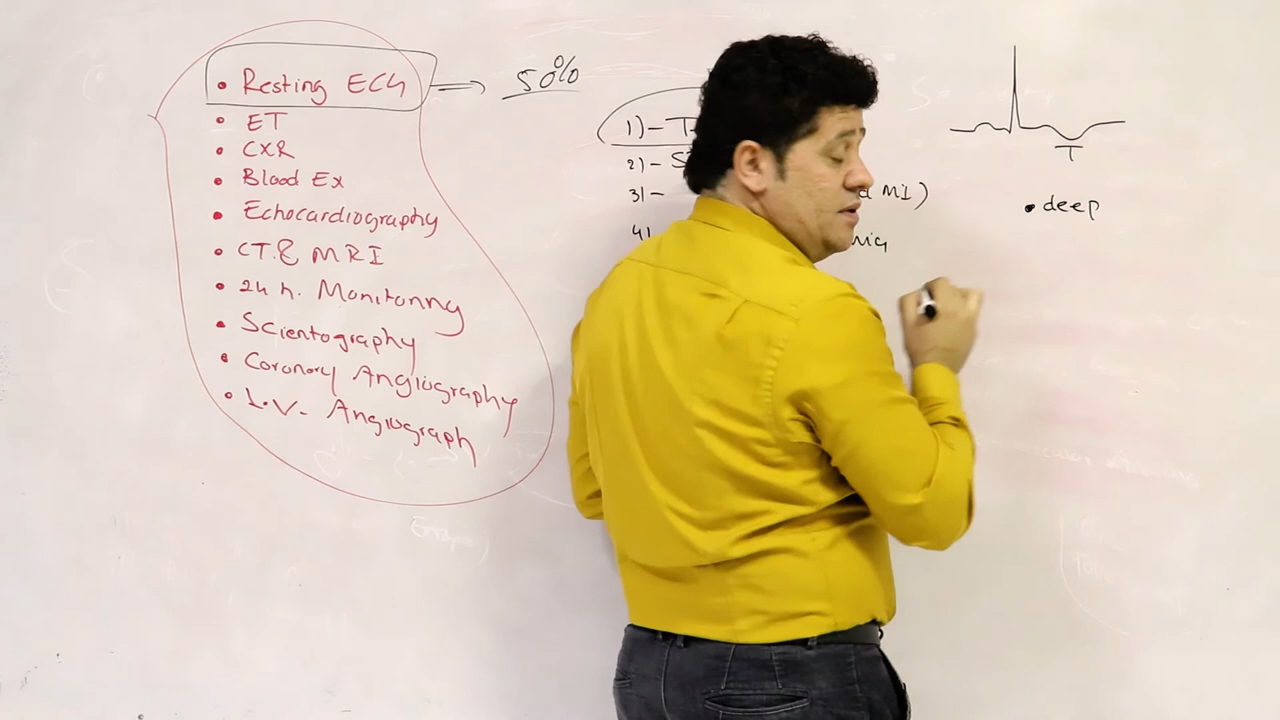 • Resting ECG ⟹ 50%
• ET
• CXR
• Blood Ex
• Echocardiography
• CT & MRI
• 24 h. Monitoring
• Scientography
• Coronary Angiography
• L.V- Angiograph
1)- T
2)- S
3)- MI)
4)
T
• deep